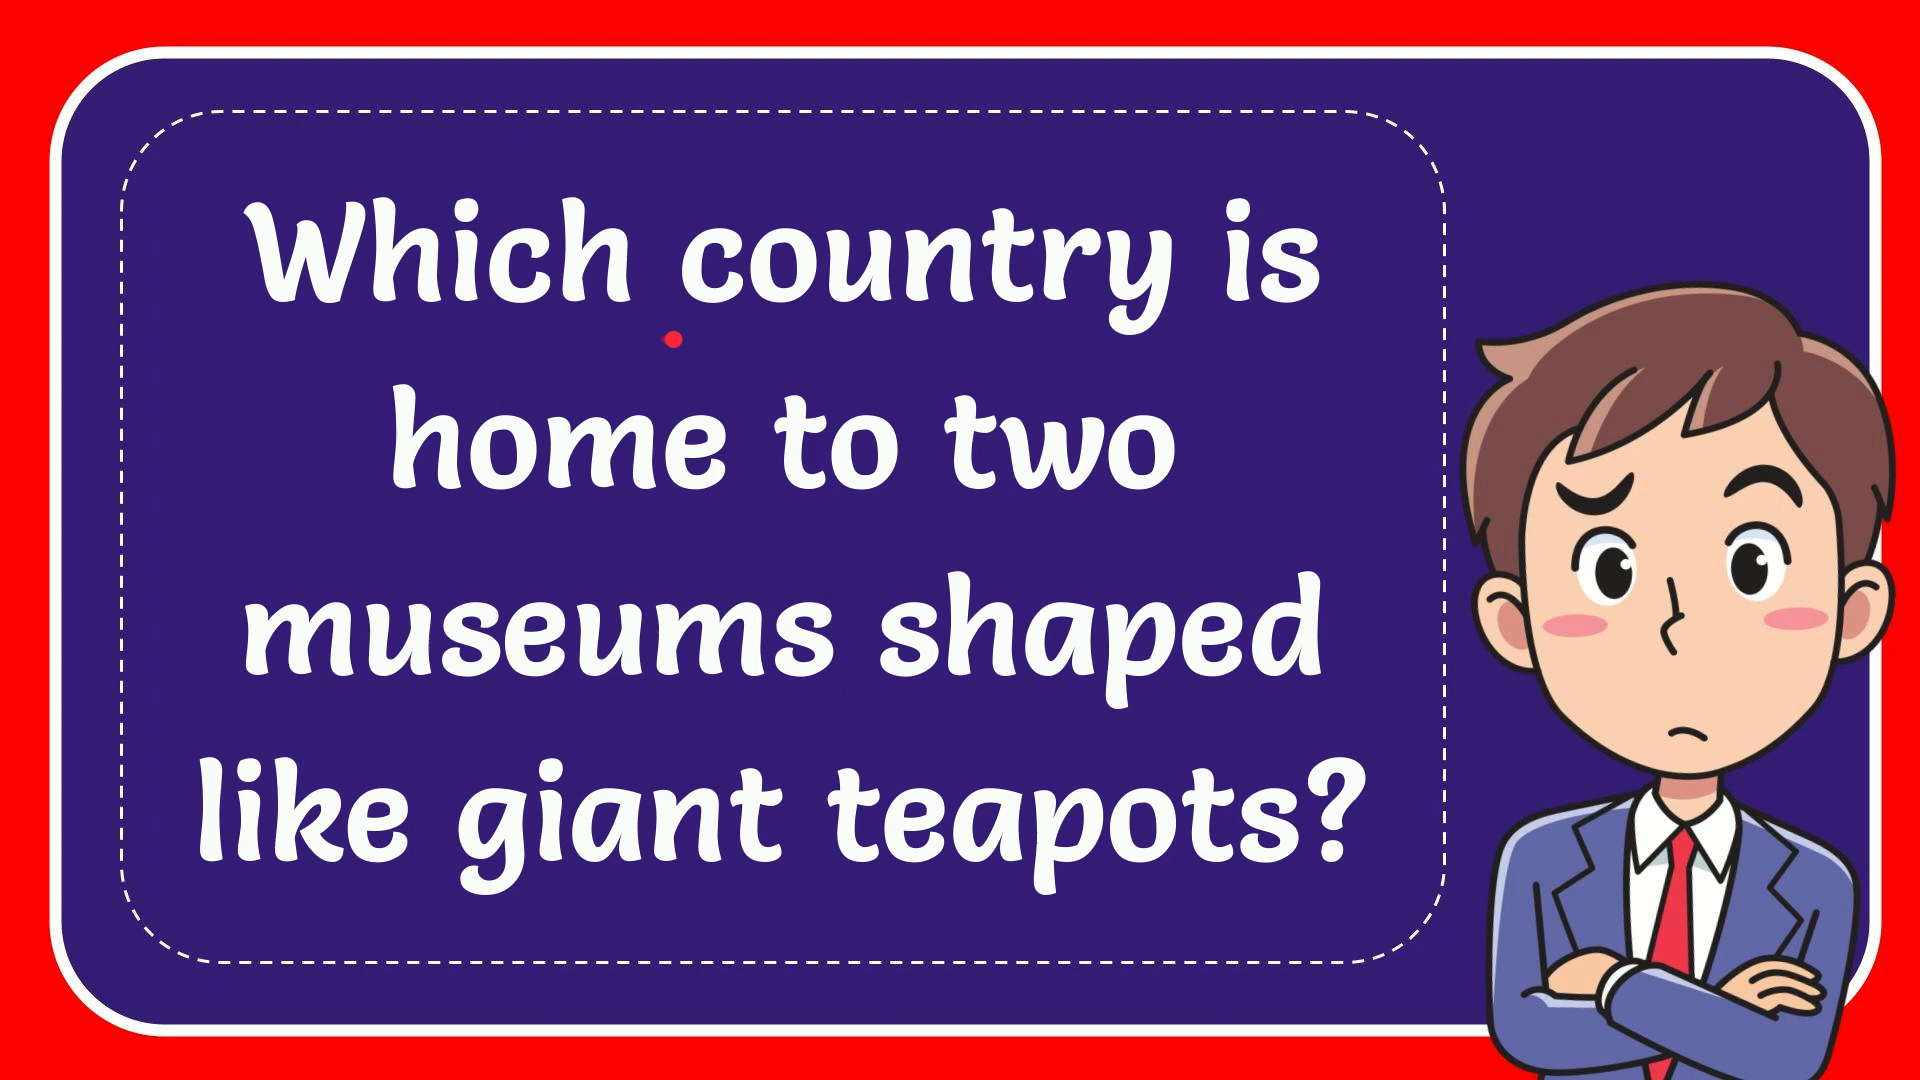 Which country is
home to two
museums shaped
like giant teapots?